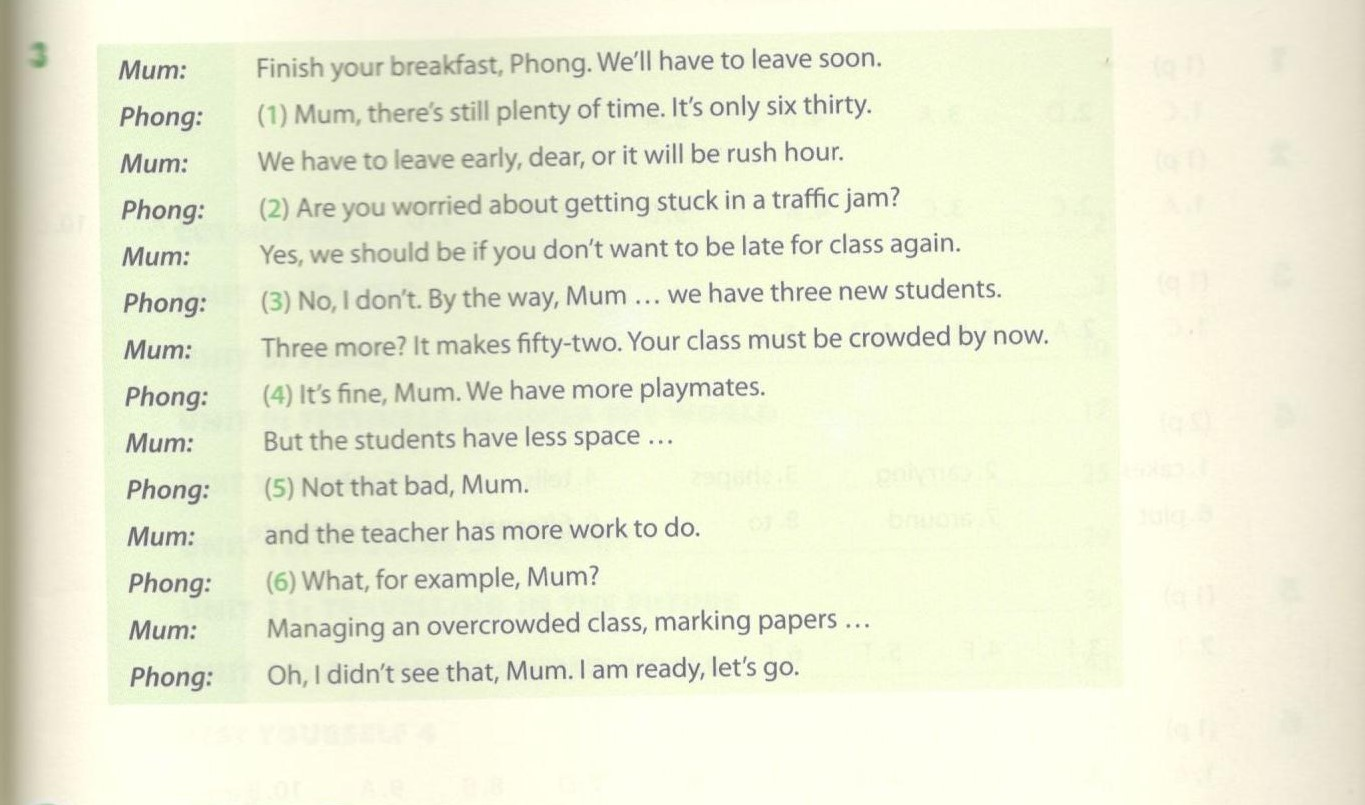 3
Mum: Finish your breakfast, Phong. We'll have to leave soon.
Phong: (1) Mum, there's still plenty of time. It's only six thirty.
Mum: We have to leave early, dear, or it will be rush hour.
Phong: (2) Are you worried about getting stuck in a traffic jam?
Mum: Yes, we should be if you don't want to be late for class again.
Phong: (3) No, I don't. By the way, Mum … we have three new students.
Mum: Three more? It makes fifty-two. Your class must be crowded by now.
Phong: (4) It's fine, Mum. We have more playmates.
Mum: But the students have less space …
Phong: (5) Not that bad, Mum.
Mum: and the teacher has more work to do.
Phong: (6) What, for example, Mum?
Mum: Managing an overcrowded class, marking papers …
Phong: Oh, I didn't see that, Mum. I am ready, let's go.